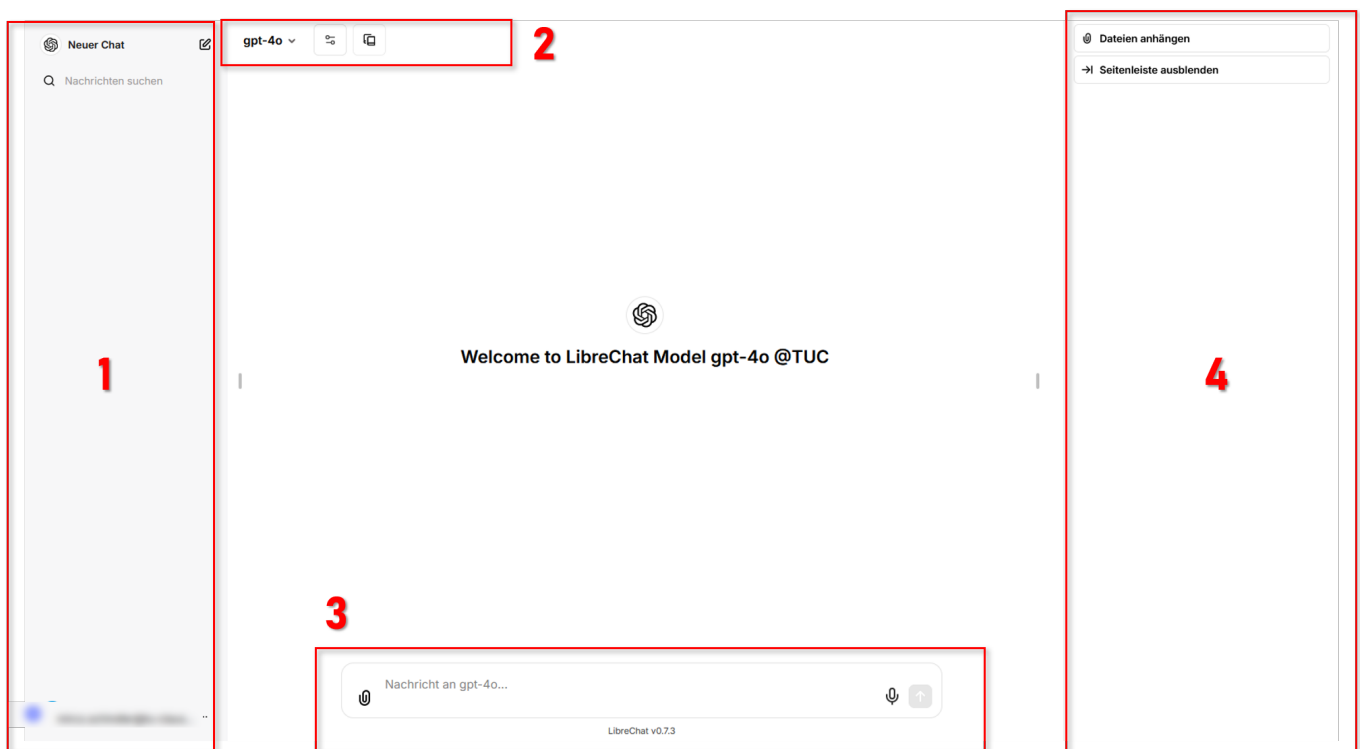 Neuer Chat
Nachrichten suchen
1
gpt-4o
2
Welcome to LibreChat Model gpt-4o @TUC
3
Nachricht an gpt-4o...
LibreChat v0.7.3
Dateien anhängen
Seitenleiste ausblenden
4